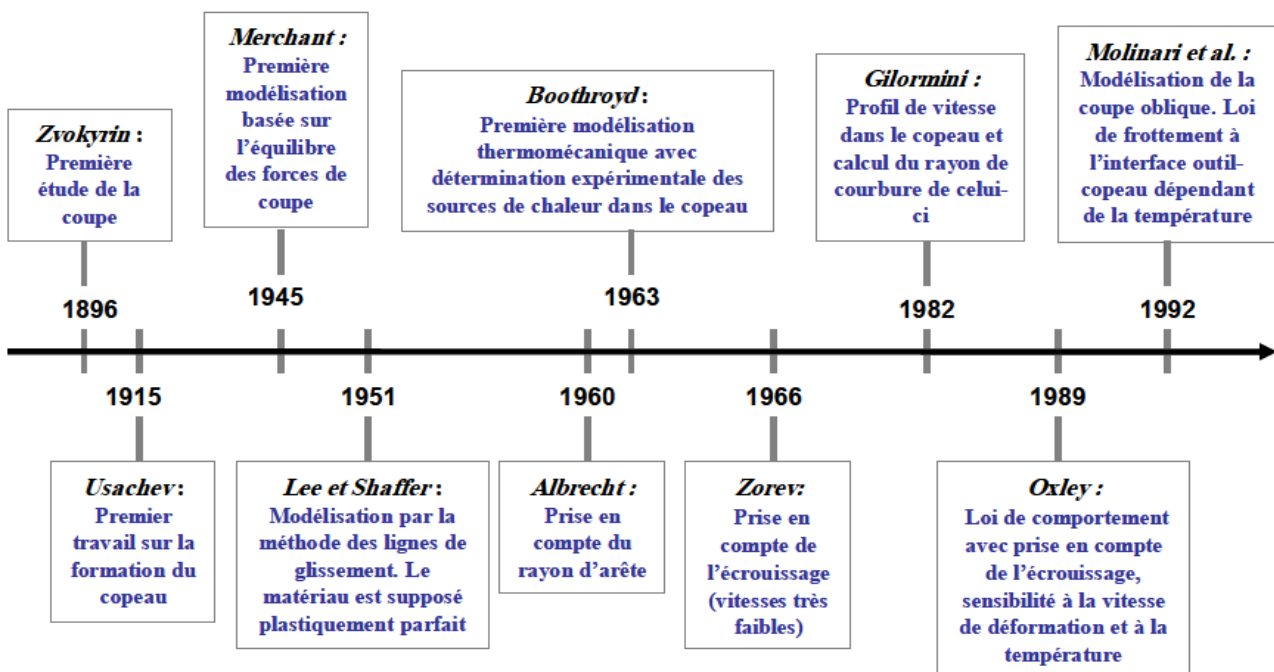 Zvokyrin :
Première
étude de la
coupe
Merchant :
Première
modélisation
basée sur
l’équilibre
des forces de
coupe
Boothroyd :
Première modélisation
thermomécanique avec
détermination expérimentale des
sources de chaleur dans le copeau
Gilormini :
Profil de vitesse
dans le copeau et
calcul du rayon de
courbure de celui-
ci
Molinari et al. :
Modélisation de la
coupe oblique. Loi
de frottement à
l’interface outil-
copeau dépendant
de la température
1896
1945
1963
1982
1992
1915
1951
1960
1966
1989
Usachev :
Premier
travail sur la
formation du
copeau
Lee et Shaffer :
Modélisation par la
méthode des lignes de
glissement. Le
matériau est supposé
plastiquement parfait
Albrecht :
Prise en
compte du
rayon d’arête
Zorev:
Prise en
compte de
l’écrouissage
(vitesses très
faibles)
Oxley :
Loi de comportement
avec prise en compte
de l’écrouissage,
sensibilité à la vitesse
de déformation et à la
température